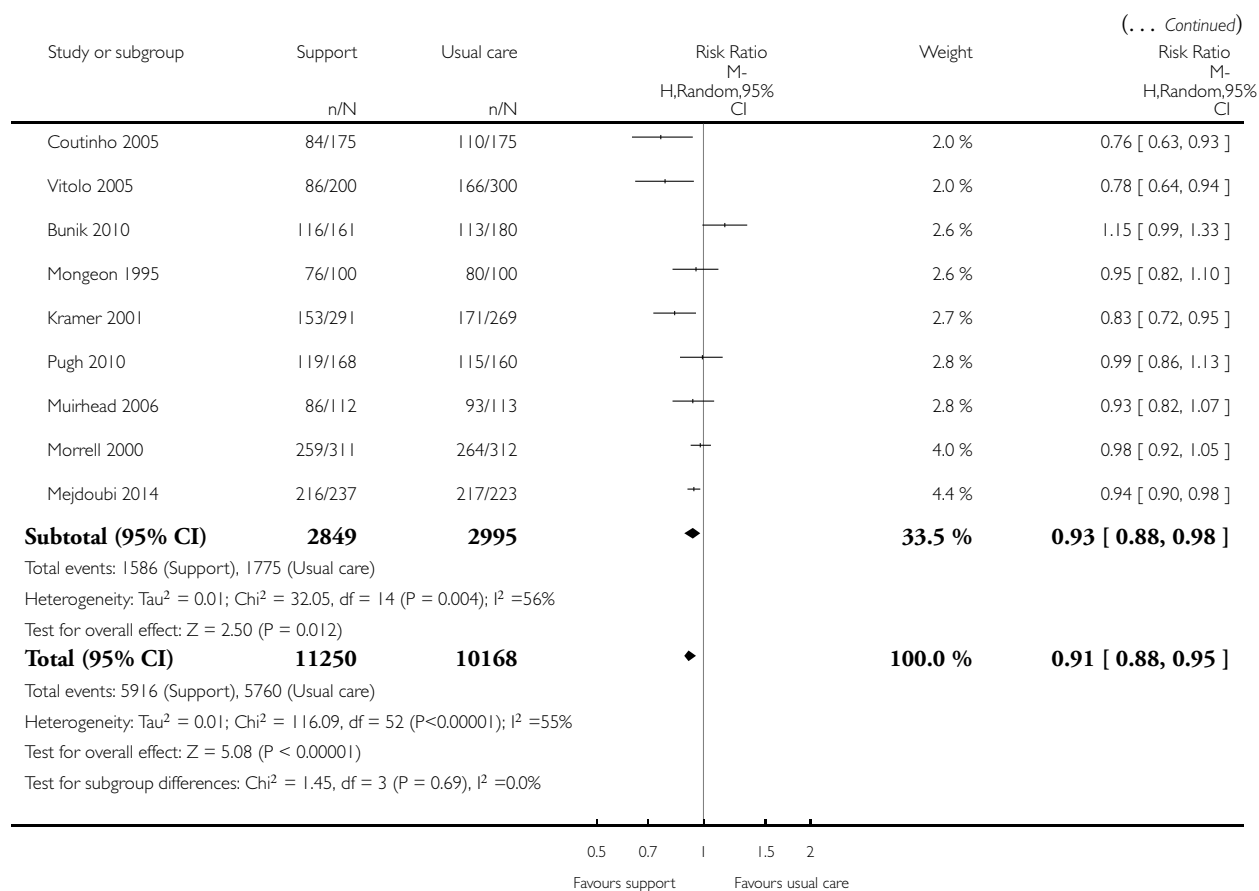 (... Continued)
Study or subgroup Support Usual care Risk Ratio Weight Risk Ratio
M- M-
H,Random,95% H,Random,95%
n/N n/N CI CI
Coutinho 2005 84/175 110/175 2.0 % 0.76 [ 0.63, 0.93 ]
Vitolo 2005 86/200 166/300 2.0 % 0.78 [ 0.64, 0.94 ]
Bunik 2010 116/161 113/180 2.6 % 1.15 [ 0.99, 1.33 ]
Mongeon 1995 76/100 80/100 2.6 % 0.95 [ 0.82, 1.10 ]
Kramer 2001 153/291 171/269 2.7 % 0.83 [ 0.72, 0.95 ]
Pugh 2010 119/168 115/160 2.8 % 0.99 [ 0.86, 1.13 ]
Muirhead 2006 86/112 93/113 2.8 % 0.93 [ 0.82, 1.07 ]
Morrell 2000 259/311 264/312 4.0 % 0.98 [ 0.92, 1.05 ]
Mejdoubi 2014 216/237 217/223 4.4 % 0.94 [ 0.90, 0.98 ]
Subtotal (95% CI) 2849 2995 33.5 % 0.93 [ 0.88, 0.98 ]
Total events: 1586 (Support), 1775 (Usual care)
Heterogeneity: Tau² = 0.01; Chi² = 32.05, df = 14 (P = 0.004); I² =56%
Test for overall effect: Z = 2.50 (P = 0.012)
Total (95% CI) 11250 10168 100.0 % 0.91 [ 0.88, 0.95 ]
Total events: 5916 (Support), 5760 (Usual care)
Heterogeneity: Tau² = 0.01; Chi² = 116.09, df = 52 (P<0.00001); I² =55%
Test for overall effect: Z = 5.08 (P < 0.00001)
Test for subgroup differences: Chi² = 1.45, df = 3 (P = 0.69), I² =0.0%
0.5 0.7 1 1.5 2
Favours support Favours usual care